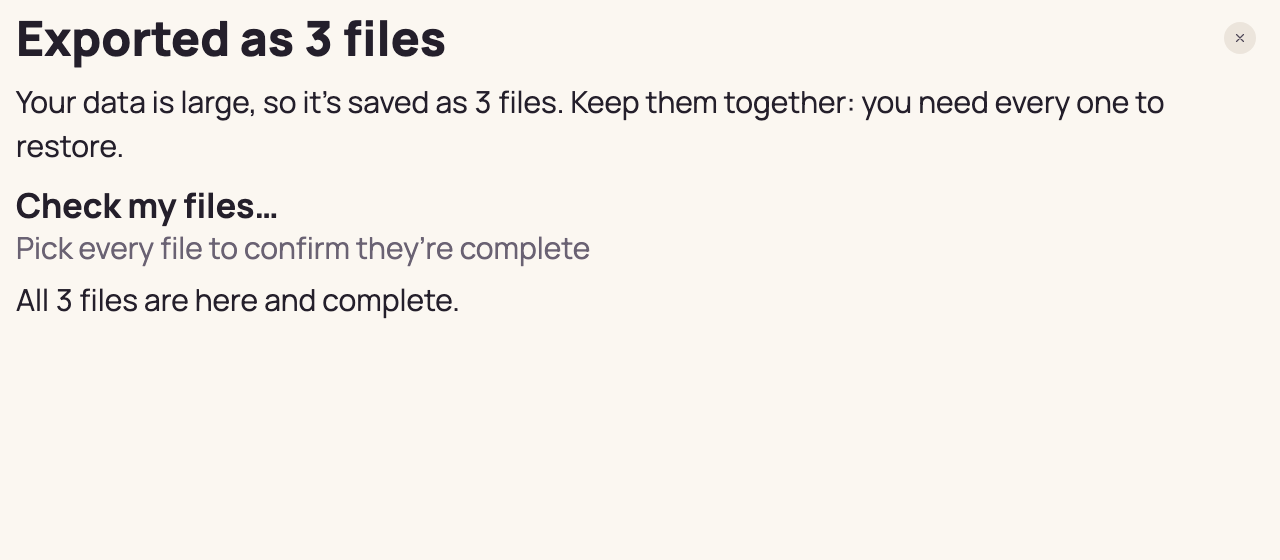 Exported as 3 files
Your data is large, so it’s saved as 3 files. Keep them together: you need every one to
restore.
Check my files…
Pick every file to confirm they’re complete
All 3 files are here and complete.